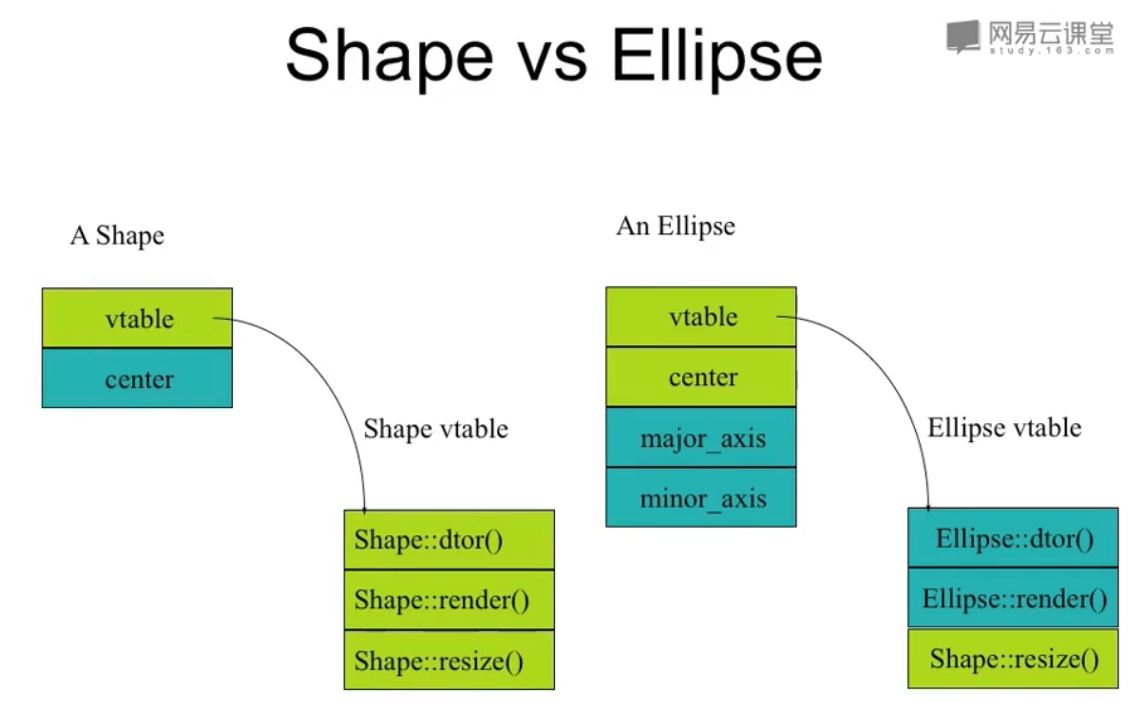 Shape vs Ellipse
网易云课堂
study.163.com
A Shape
vtable
center
Shape vtable
Shape::dtor()
Shape::render()
Shape::resize()
An Ellipse
vtable
center
major_axis
minor_axis
Ellipse vtable
Ellipse::dtor()
Ellipse::render()
Shape::resize()